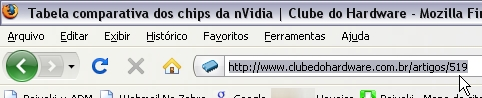 Tabela comparativa dos chips da nVidia | Clube do Hardware - Mozilla Fir
Arquivo Editar Exibir Histórico Favoritos Ferramentas Ajuda
http://www.clubedohardware.com.br/artigos/519